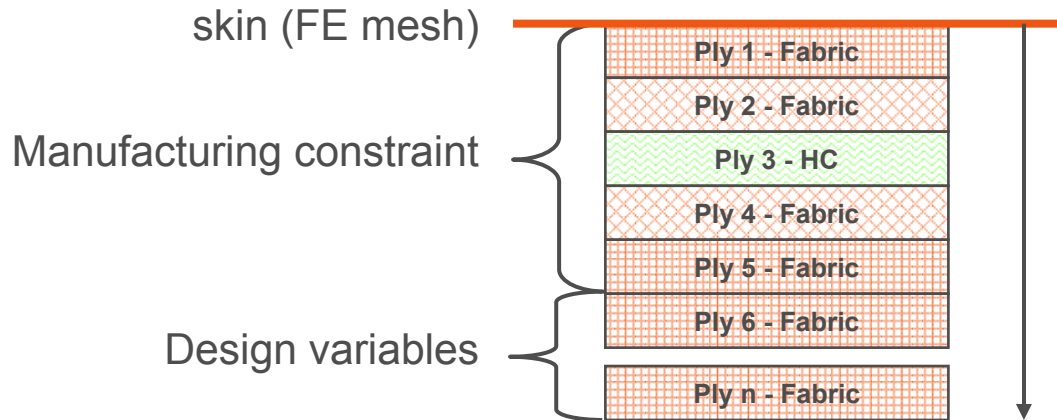 skin (FE mesh)
Ply 1 - Fabric
Ply 2 - Fabric
Manufacturing constraint
Ply 3 - HC
Ply 4 - Fabric
Ply 5 - Fabric
Ply 6 - Fabric
Design variables
Ply n - Fabric